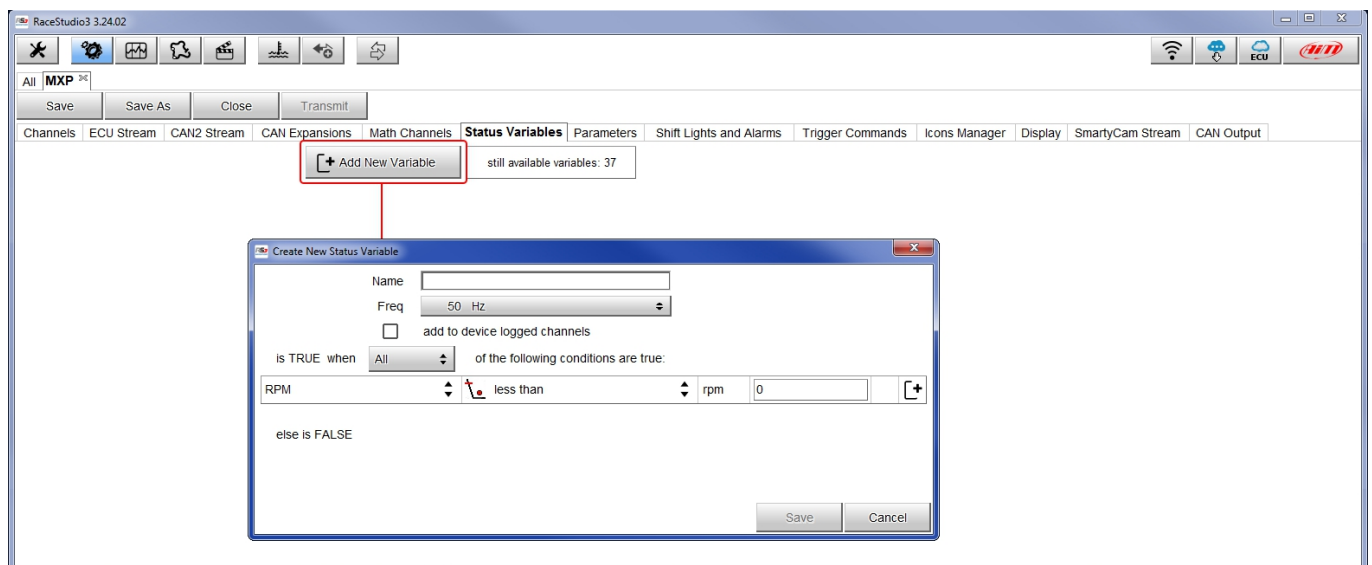 RaceStudio3 3.24.02
ECU
AiM
All MXP
Save Save As Close Transmit
Channels ECU Stream CAN2 Stream CAN Expansions Math Channels Status Variables Parameters Shift Lights and Alarms Trigger Commands Icons Manager Display SmartyCam Stream CAN Output
Add New Variable still available variables: 37
Create New Status Variable
Name
Freq 50 Hz
add to device logged channels
is TRUE when All of the following conditions are true:
RPM less than rpm 0
else is FALSE
Save Cancel